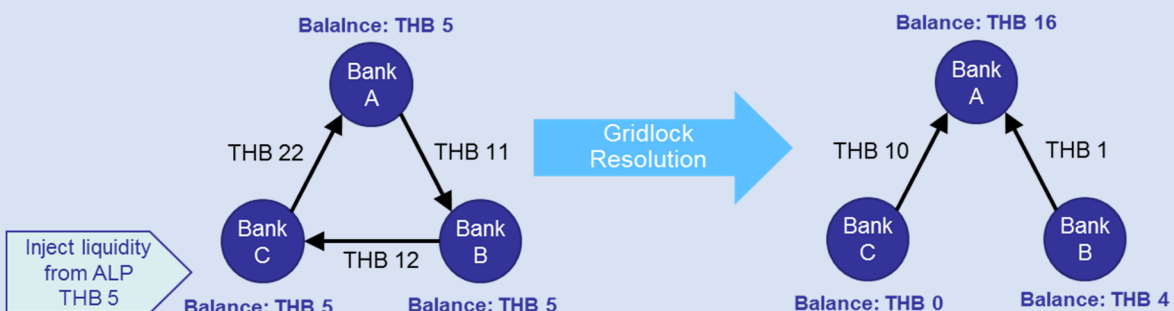 Balalnce: THB 5
Bank
A
THB 22
THB 11
Bank
C
Bank
B
THB 12
Inject liquidity
from ALP
THB 5
Balance: THB 5
Balance: THB 5
Gridlock
Resolution
Balance: THB 16
Bank
A
THB 10
THB 1
Bank
C
Bank
B
Balance: THB 0
Balance: THB 4